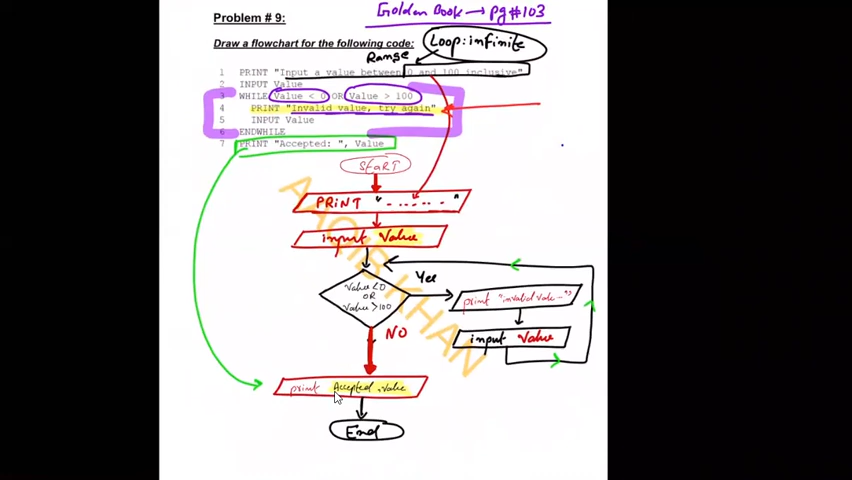 Golden Book → Pg#103
Problem # 9:
Draw a flowchart for the following code:
Loop:infinite
Range
1 PRINT "Input a value between 0 and 100 inclusive"
2 INPUT Value
3 WHILE Value < 0 OR Value > 100
4 PRINT "Invalid value, try again"
5 INPUT Value
6 ENDWHILE
7 PRINT "Accepted: ", Value
START
PRINT "- - - - - -"
input Value
Value <0
OR
Value >100
Yes
print "invalid Vale-"
input Value
NO
print Accepted ,value
End
AAQIB KHAN